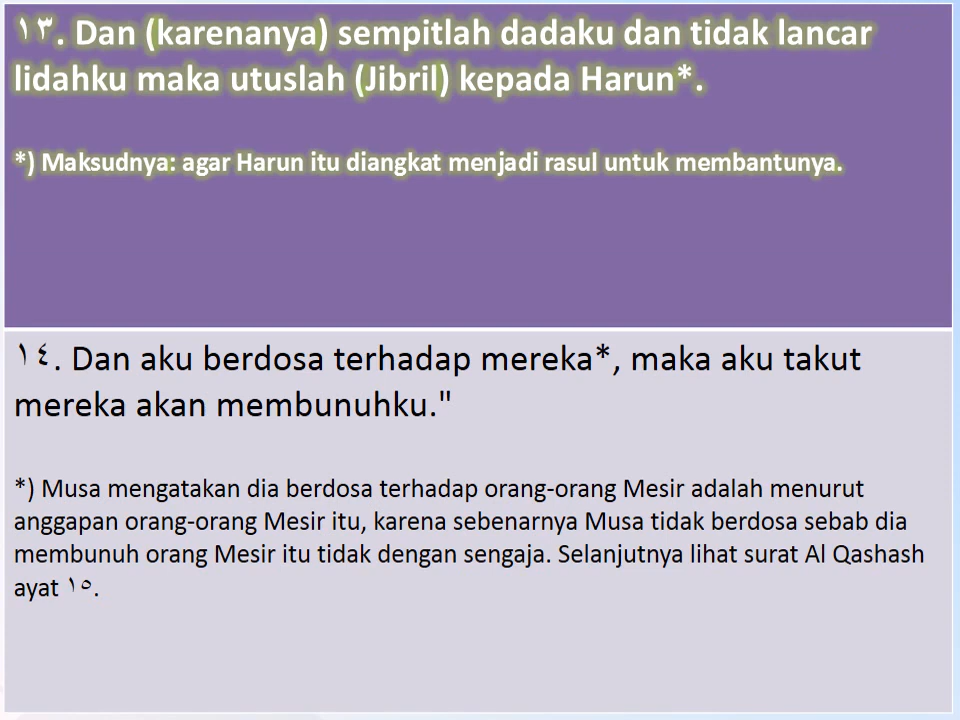 ١٣. Dan (karenanya) sempitlah dadaku dan tidak lancar
lidahku maka utuslah (Jibril) kepada Harun*.
*) Maksudnya: agar Harun itu diangkat menjadi rasul untuk membantunya.
١٤. Dan aku berdosa terhadap mereka*, maka aku takut
mereka akan membunuhku."
*) Musa mengatakan dia berdosa terhadap orang-orang Mesir adalah menurut
anggapan orang-orang Mesir itu, karena sebenarnya Musa tidak berdosa sebab dia
membunuh orang Mesir itu tidak dengan sengaja. Selanjutnya lihat surat Al Qashash
ayat ١٥.